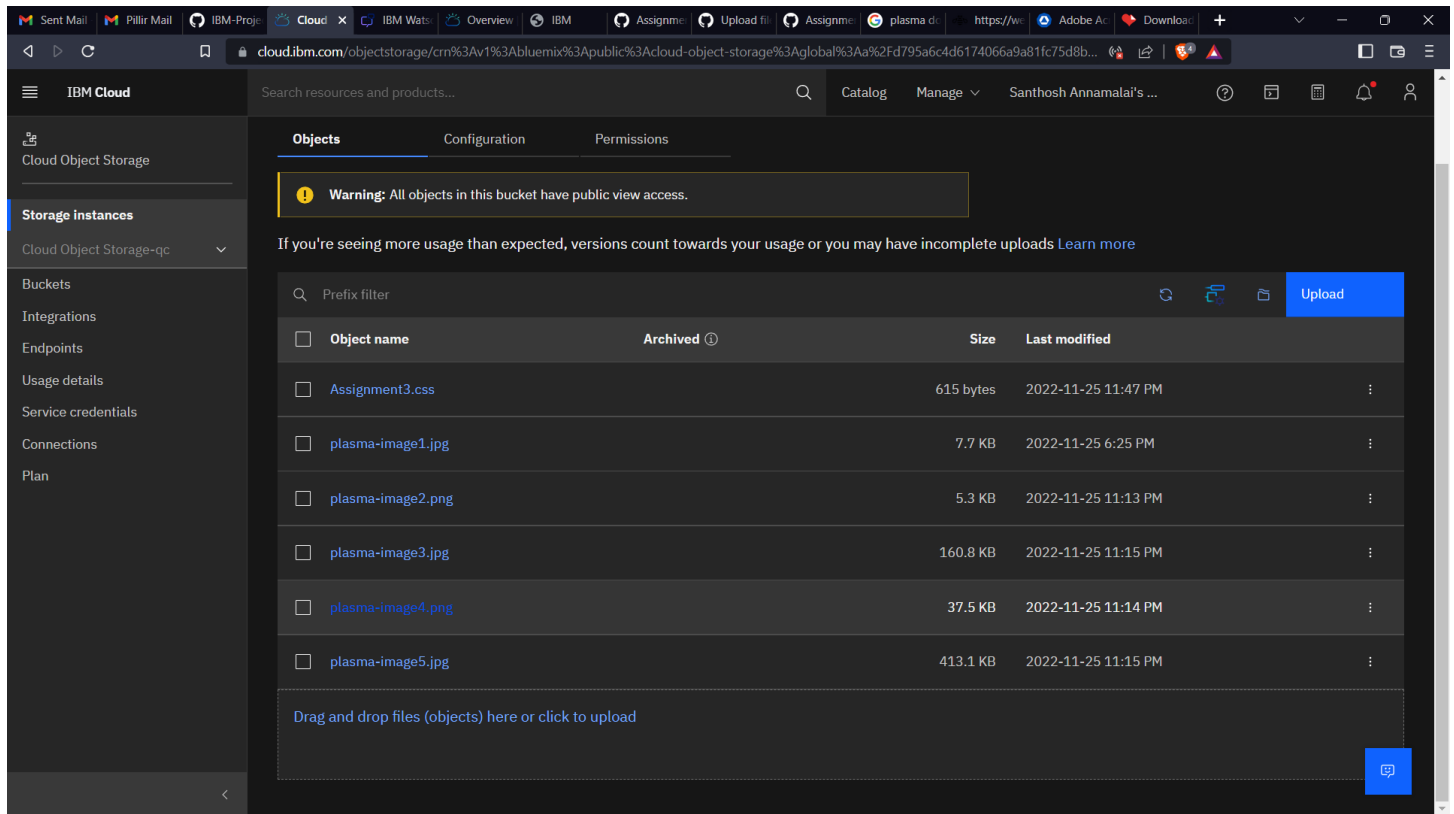 Sent Mail Pillir Mail IBM-Proje Cloud IBM Watso Overview IBM Assignme Upload fil Assignme plasma do https://we Adobe Ac Download
cloud.ibm.com/objectstorage/crn%3Av1%3Abluemix%3Apublic%3Acloud-object-storage%3Aglobal%3Aa%2Fd795a6c4d6174066a9a81fc75d8b...
IBM Cloud Search resources and products... Catalog Manage Santhosh Annamalai's ...
Cloud Object Storage
Storage instances
Cloud Object Storage-qc
Buckets
Integrations
Endpoints
Usage details
Service credentials
Connections
Plan
Objects Configuration Permissions
Warning: All objects in this bucket have public view access.
If you're seeing more usage than expected, versions count towards your usage or you may have incomplete uploads Learn more
Prefix filter Upload
Object name Archived Size Last modified
Assignment3.css 615 bytes 2022-11-25 11:47 PM
plasma-image1.jpg 7.7 KB 2022-11-25 6:25 PM
plasma-image2.png 5.3 KB 2022-11-25 11:13 PM
plasma-image3.jpg 160.8 KB 2022-11-25 11:15 PM
plasma-image4.png 37.5 KB 2022-11-25 11:14 PM
plasma-image5.jpg 413.1 KB 2022-11-25 11:15 PM
Drag and drop files (objects) here or click to upload